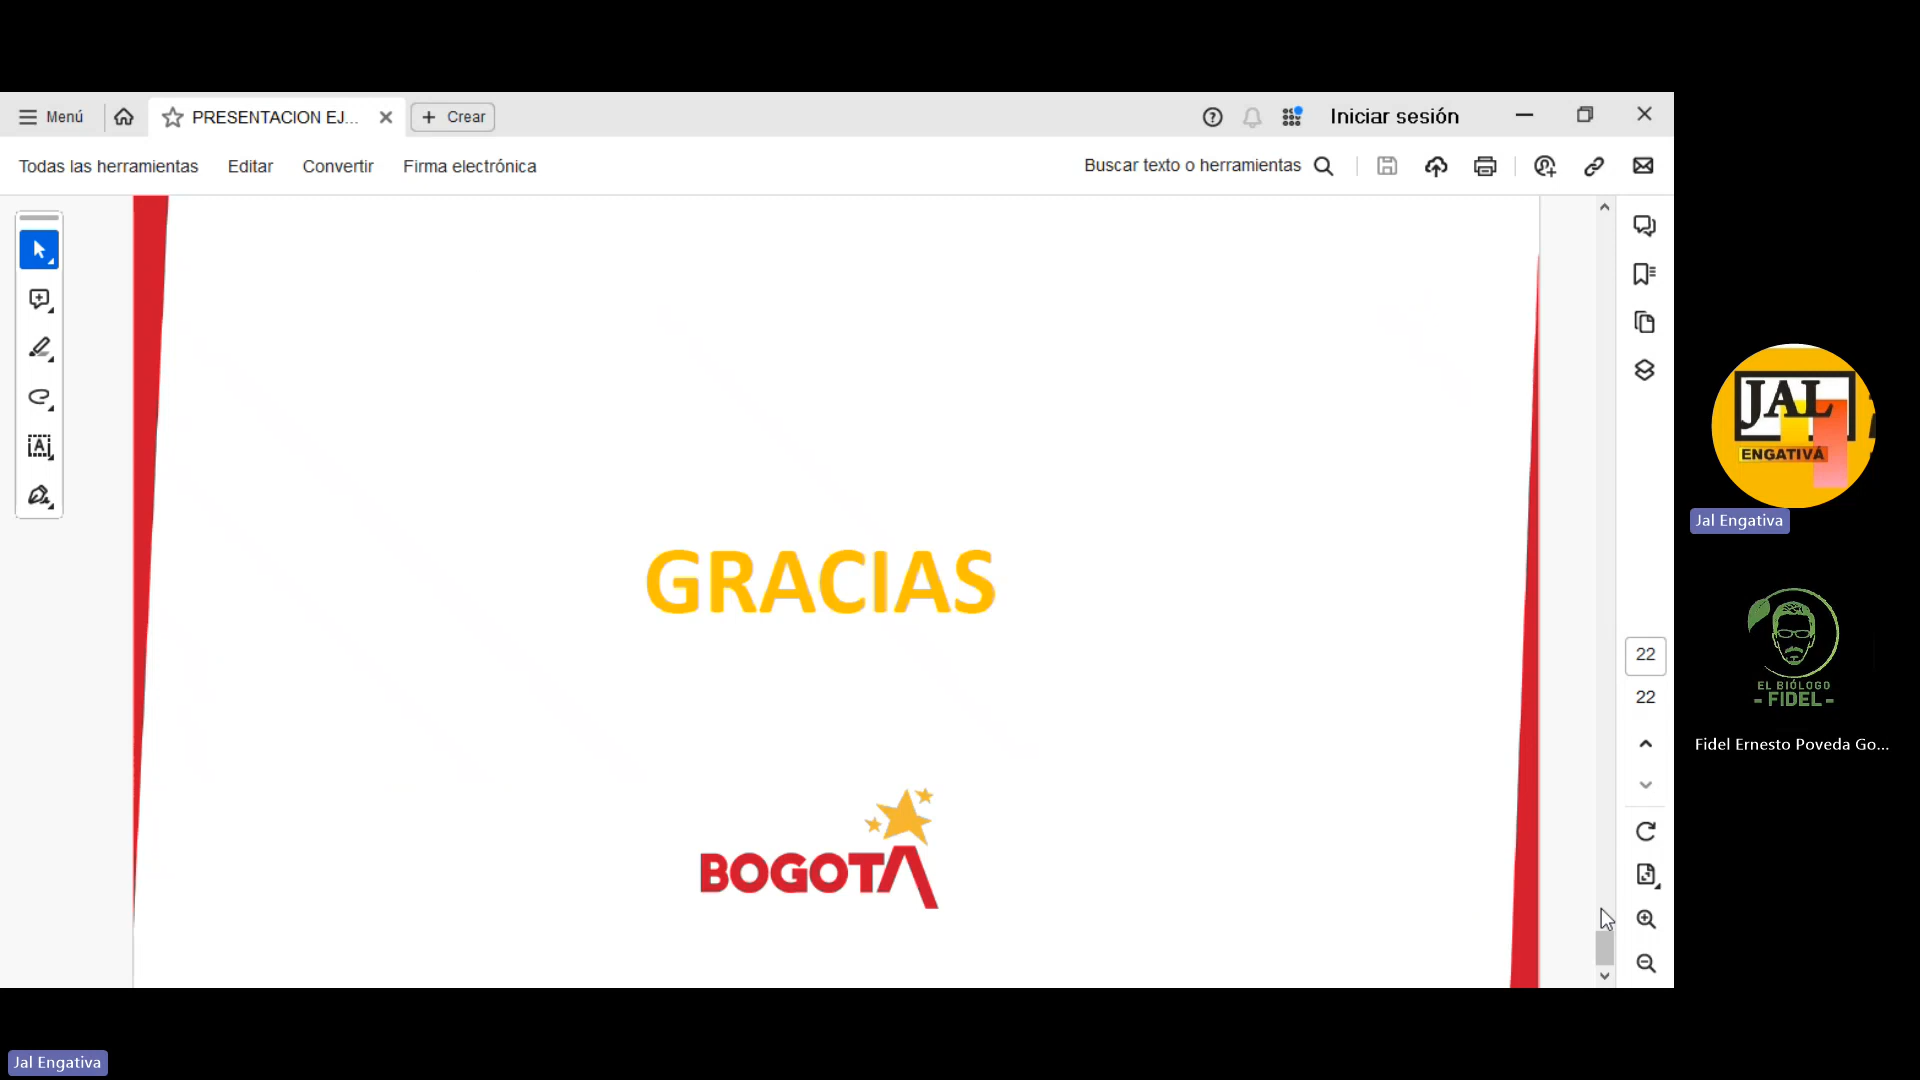 Menú
PRESENTACION EJ...
Crear
Iniciar sesión
Todas las herramientas
Editar
Convertir
Firma electrónica
Buscar texto o herramientas
GRACIAS
BOGOTA
22
22
JAL
ENGATIVÁ
Jal Engativa
EL BIÓLOGO
- FIDEL -
Fidel Ernesto Poveda Go...
Jal Engativa